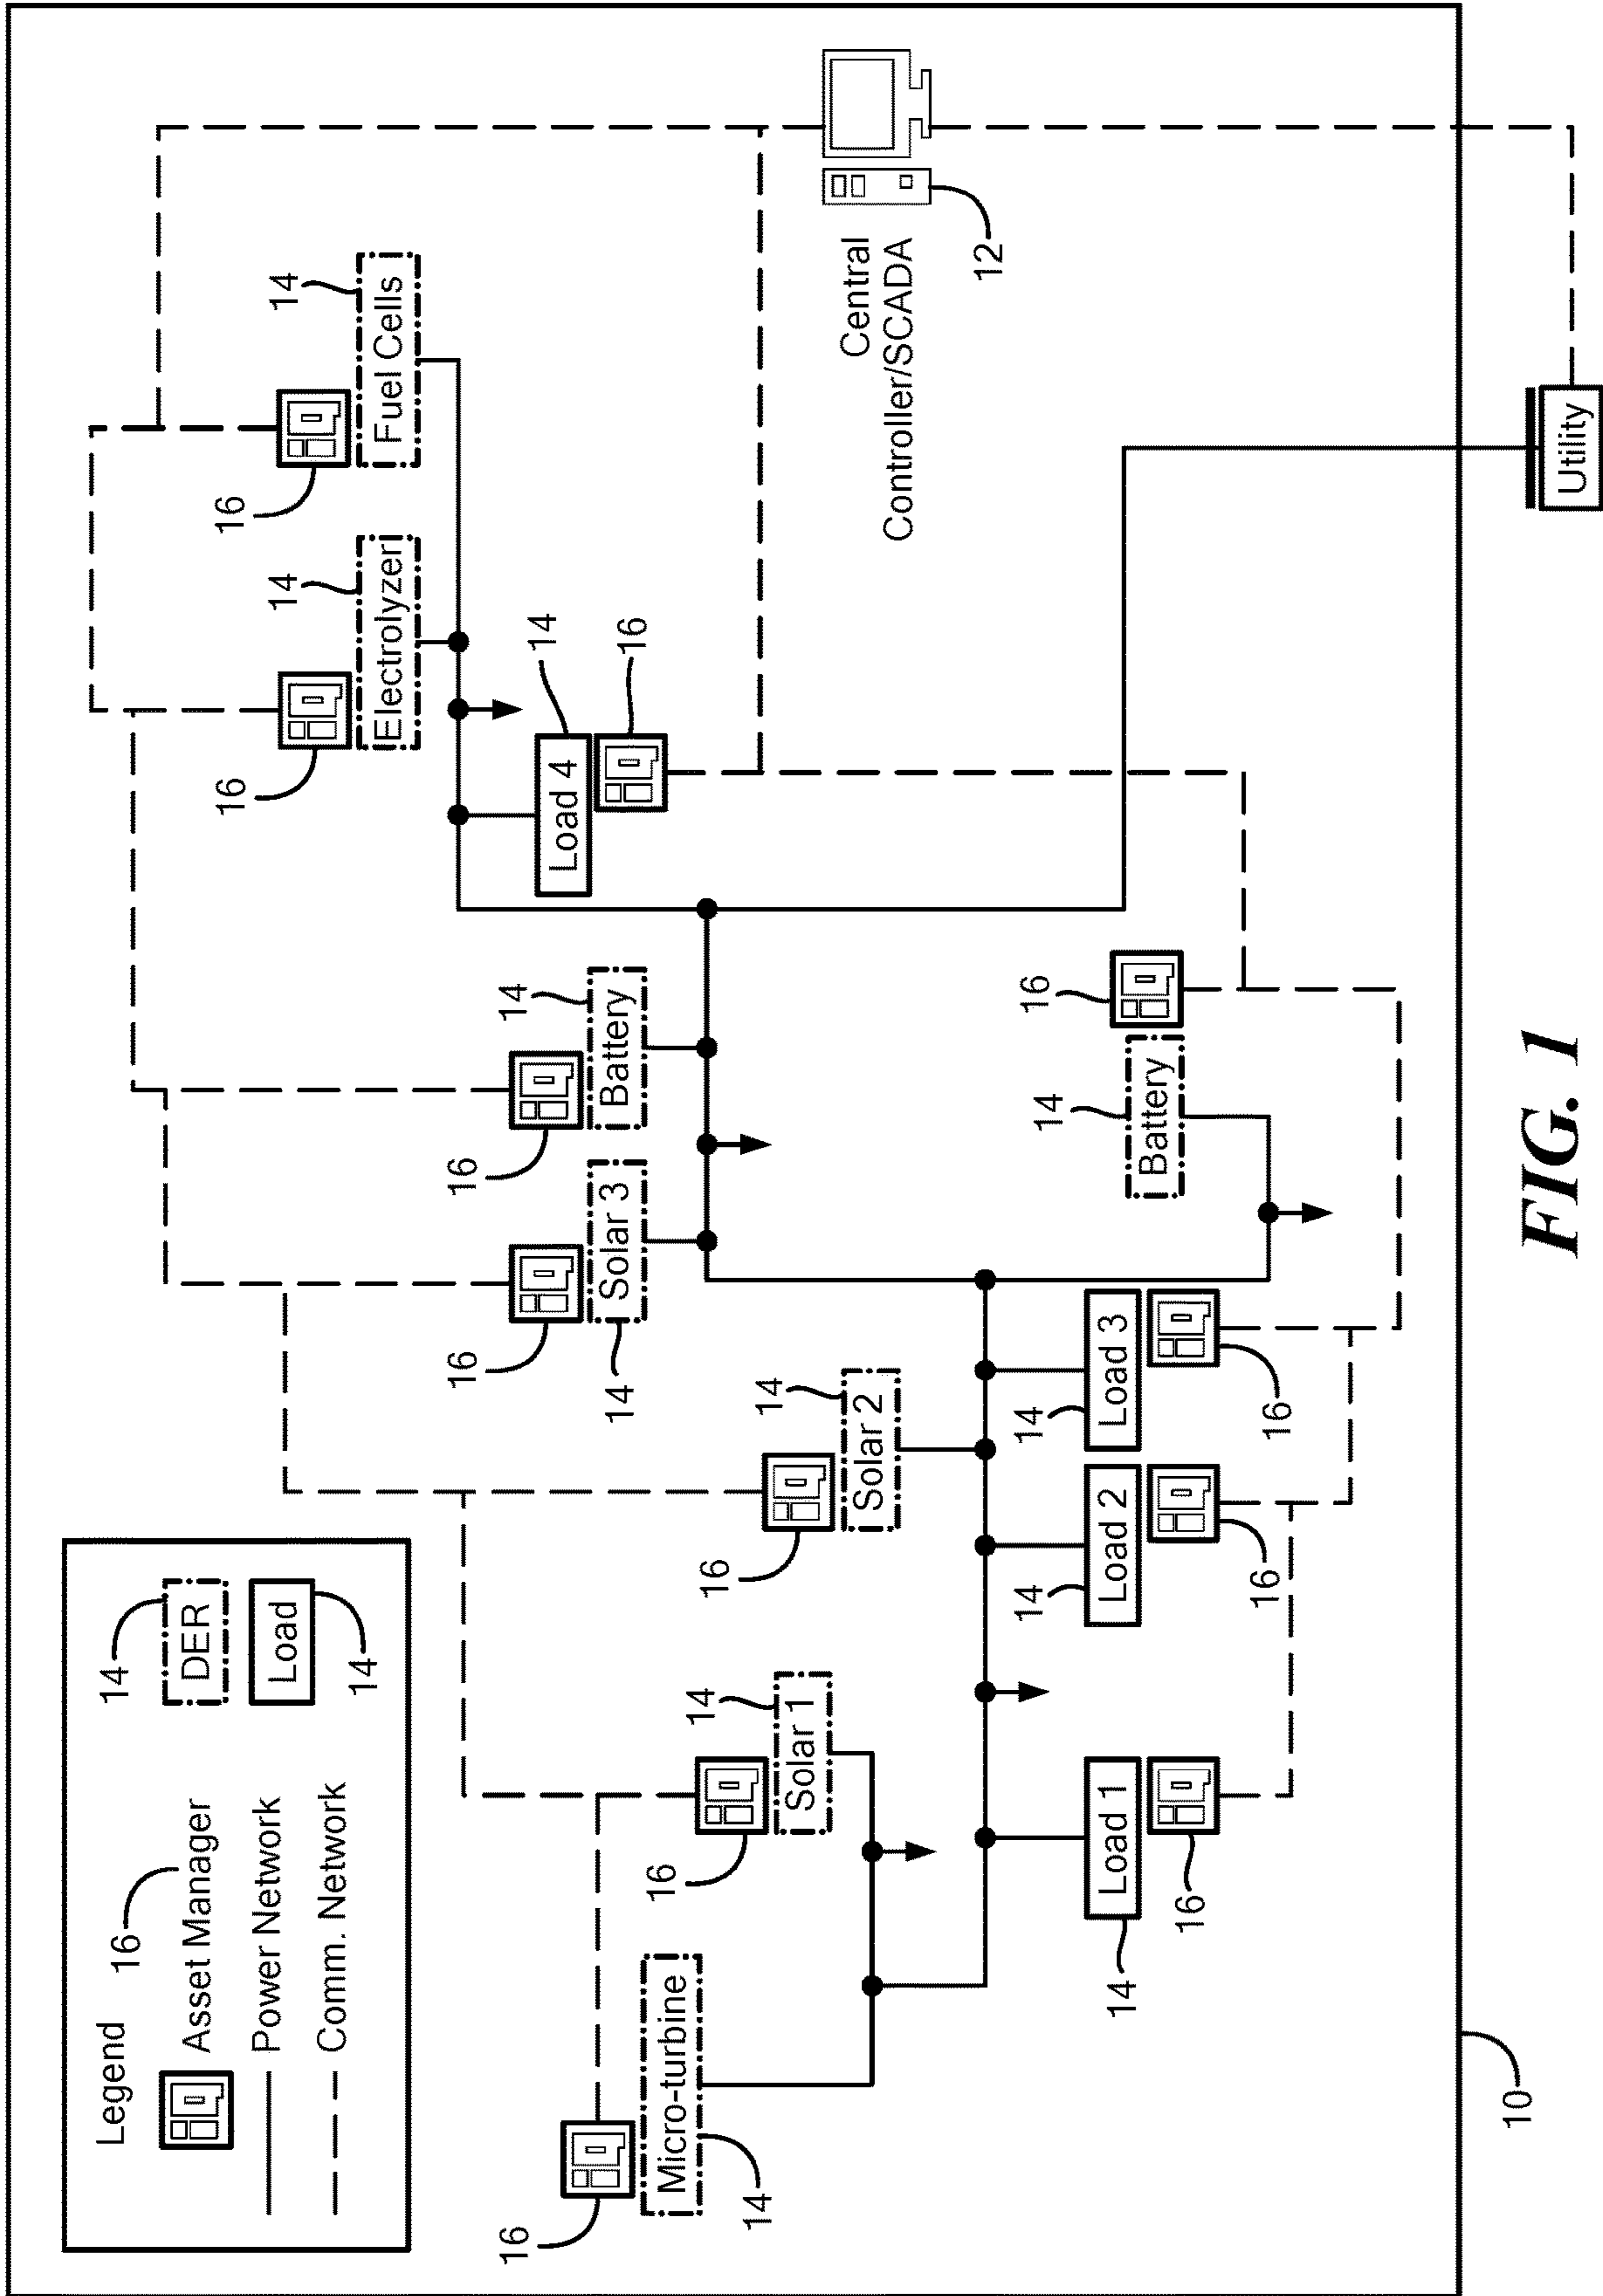 Legend
16
14
Asset Manager
DER
Power Network
Load
Comm. Network
14
16
16
14
14
Electrolyzer
Fuel Cells
16
16
16
14
14
Load 4
16
Solar 3
Battery
14
16
Micro-turbine
14
16
14
14
Solar 1
Solar 2
Central
Controller/SCADA
12
14
14
16
14
Load 1
Load 2
Load 3
14
Battery
16
16
16
10
Utility
FIG. 1